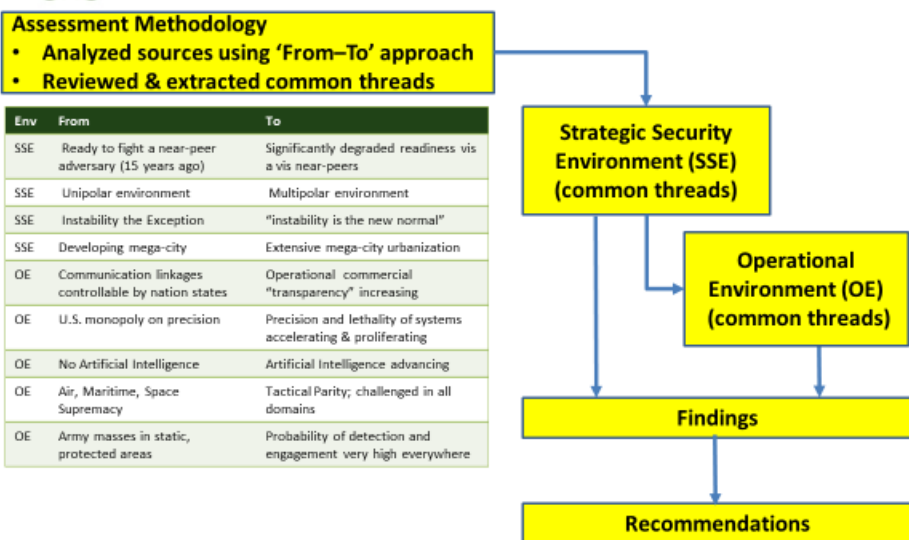 Assessment Methodology
• Analyzed sources using ‘From–To’ approach
• Reviewed & extracted common threads
Env From To
SSE Ready to fight a near-peer adversary (15 years ago) Significantly degraded readiness vis a vis near-peers
SSE Unipolar environment Multipolar environment
SSE Instability the Exception “instability is the new normal”
SSE Developing mega-city Extensive mega-city urbanization
OE Communication linkages controllable by nation states Operational commercial “transparency” increasing
OE U.S. monopoly on precision Precision and lethality of systems accelerating & proliferating
OE No Artificial Intelligence Artificial Intelligence advancing
OE Air, Maritime, Space Supremacy Tactical Parity; challenged in all domains
OE Army masses in static, protected areas Probability of detection and engagement very high everywhere
Strategic Security
Environment (SSE)
(common threads)
Operational
Environment (OE)
(common threads)
Findings
Recommendations